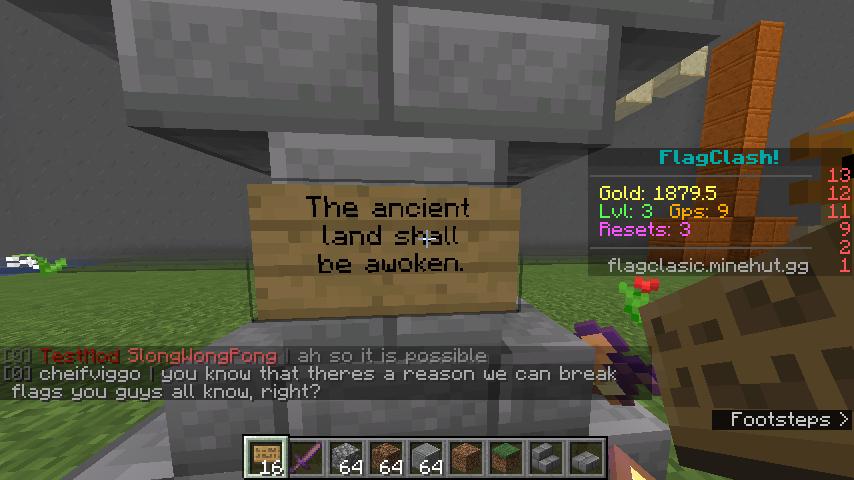 FlagClash!
13
Gold: 1879.5
12
Lvl: 3 Gps: 9
11
Resets: 3
9
2
flagclasic.minehut.gg
1
The ancient
land shall
be awoken.
[0] TestMod SlongWongPong | ah so it is possible
[0] cheifviggo | you know that theres a reason we can break
flags you guys all know, right?
Footsteps >
16
64
64
64